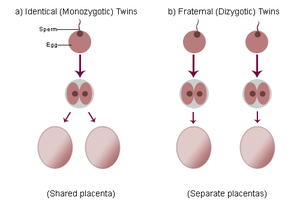 a) Identical (Monozygotic) Twins
b) Fraternal (Dizygotic) Twins
Sperm
Egg
(Shared placenta)
(Separate placentas)